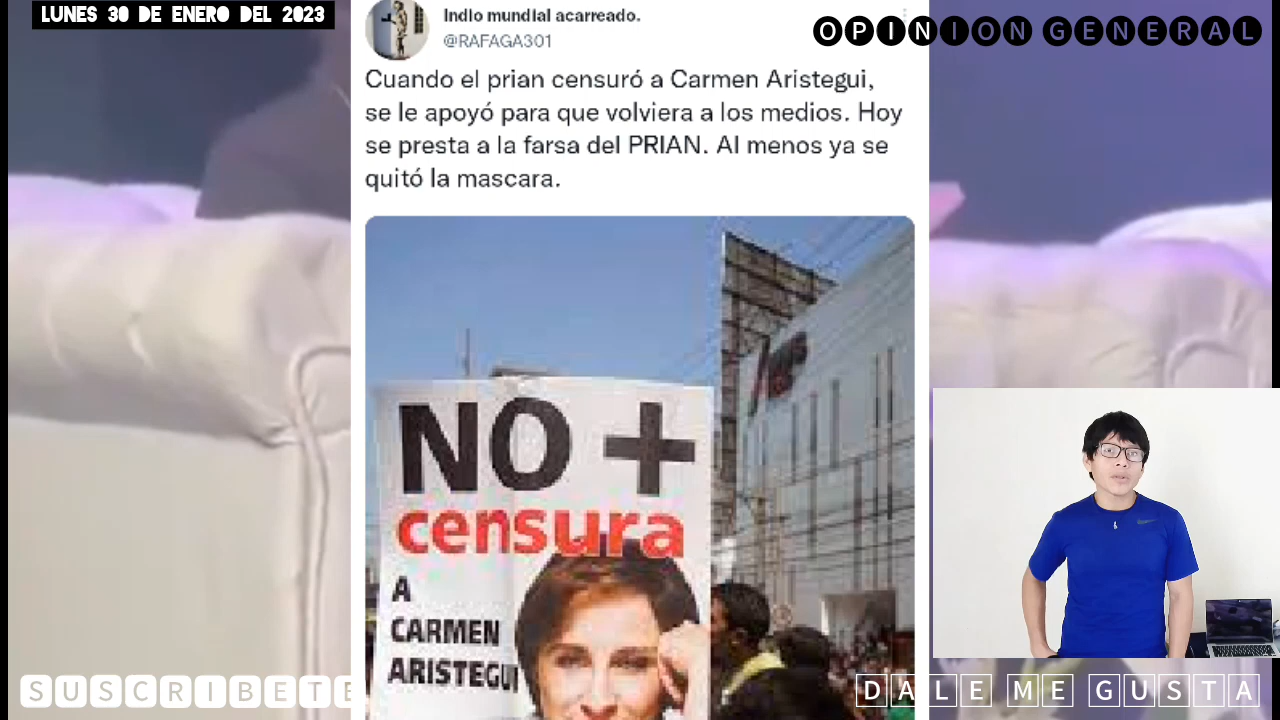 LUNES 30 DE ENERO DEL 2023
OPINION GENERAL
Indio mundial acarreado.
@RAFAGA301
Cuando el prian censuró a Carmen Aristegui,
se le apoyó para que volviera a los medios. Hoy
se presta a la farsa del PRIAN. Al menos ya se
quitó la mascara.
NO +
censura
A
CARMEN
ARISTEGUI
SUSCRIBETE
DALE ME GUSTA